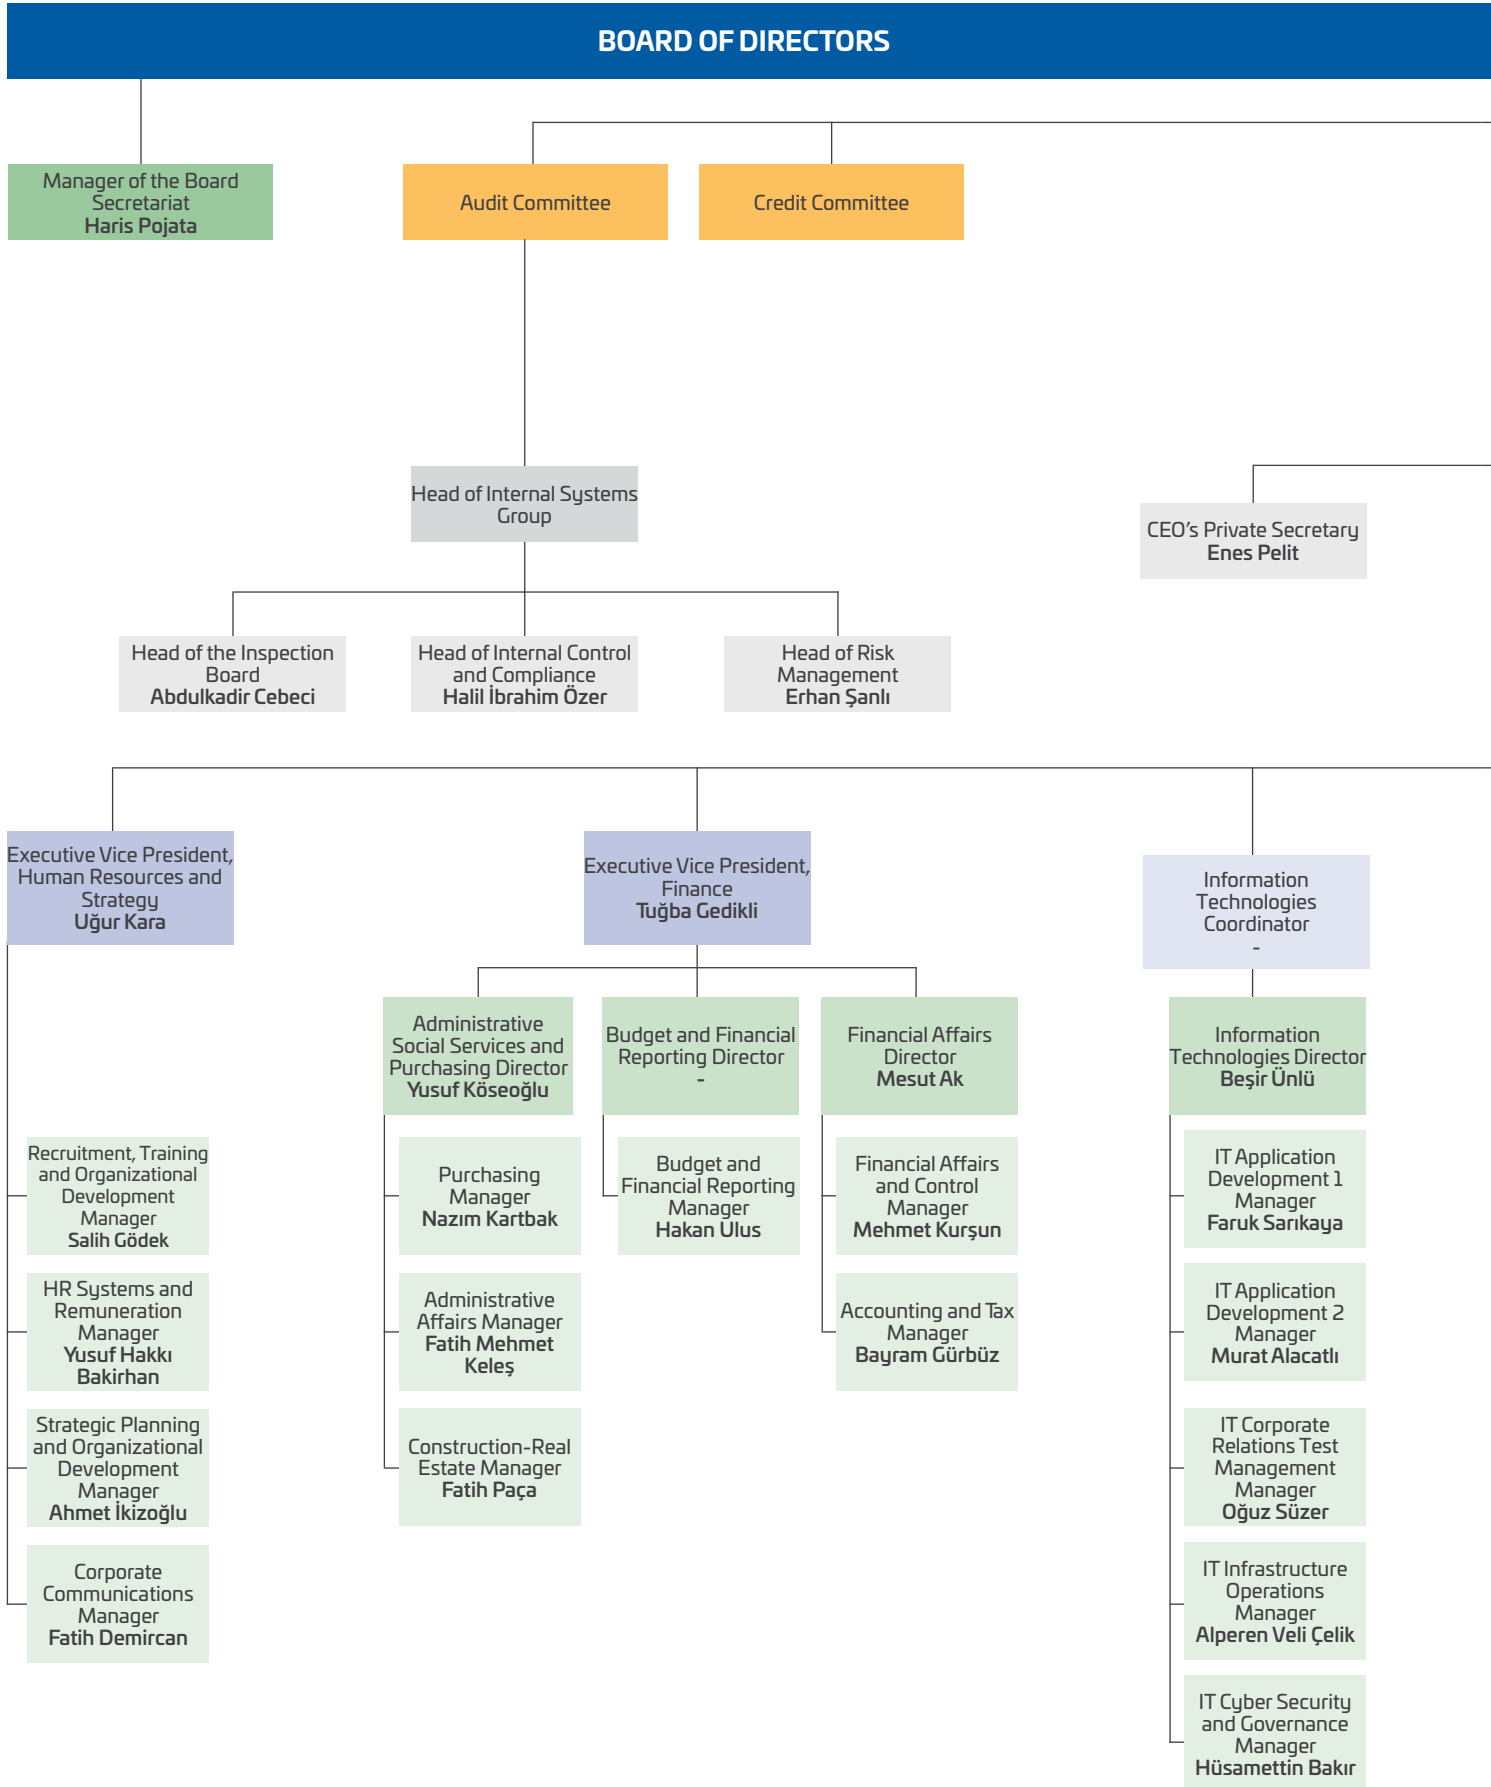 BOARD OF DIRECTORS
Manager of the Board
Secretariat
Haris Pojata
Audit Committee
Credit Committee
Head of Internal Systems
Group
CEO's Private Secretary
Enes Pelit
Head of the Inspection
Board
Abdulkadir Cebeci
Head of Internal Control
and Compliance
Halil İbrahim Özer
Head of Risk
Management
Erhan Şanlı
Executive Vice President,
Human Resources and
Strategy
Uğur Kara
Executive Vice President,
Finance
Tuğba Gedikli
Information
Technologies
Coordinator
-
Administrative
Social Services and
Purchasing Director
Yusuf Köseoğlu
Budget and Financial
Reporting Director
-
Financial Affairs
Director
Mesut Ak
Information
Technologies Director
Beşir Ünlü
Recruitment, Training
and Organizational
Development
Manager
Salih Gödek
HR Systems and
Remuneration
Manager
Yusuf Hakkı
Bakirhan
Strategic Planning
and Organizational
Development
Manager
Ahmet İkizoğlu
Corporate
Communications
Manager
Fatih Demircan
Purchasing
Manager
Nazım Kartbak
Administrative
Affairs Manager
Fatih Mehmet
Keleş
Construction-Real
Estate Manager
Fatih Paça
Budget and
Financial Reporting
Manager
Hakan Ulus
Financial Affairs
and Control
Manager
Mehmet Kurşun
Accounting and Tax
Manager
Bayram Gürbüz
IT Application
Development 1
Manager
Faruk Sarıkaya
IT Application
Development 2
Manager
Murat Alacatlı
IT Corporate
Relations Test
Management
Manager
Oğuz Süzer
IT Infrastructure
Operations
Manager
Alperen Veli Çelik
IT Cyber Security
and Governance
Manager
Hüsamettin Bakır